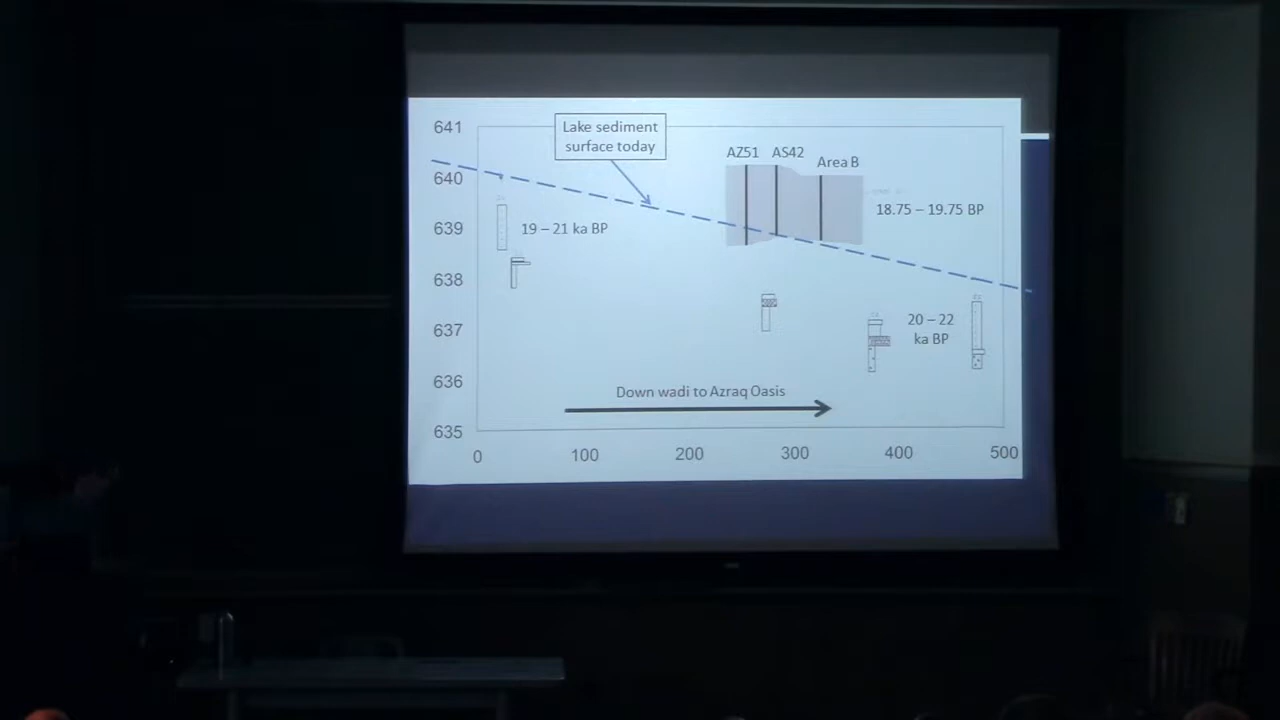 641
Lake sediment
surface today
AZ51
AS42
Area B
640
18.75 – 19.75 BP
639
19 – 21 ka BP
638
637
20 – 22
ka BP
636
Down wadi to Azraq Oasis
635
0
100
200
300
400
500